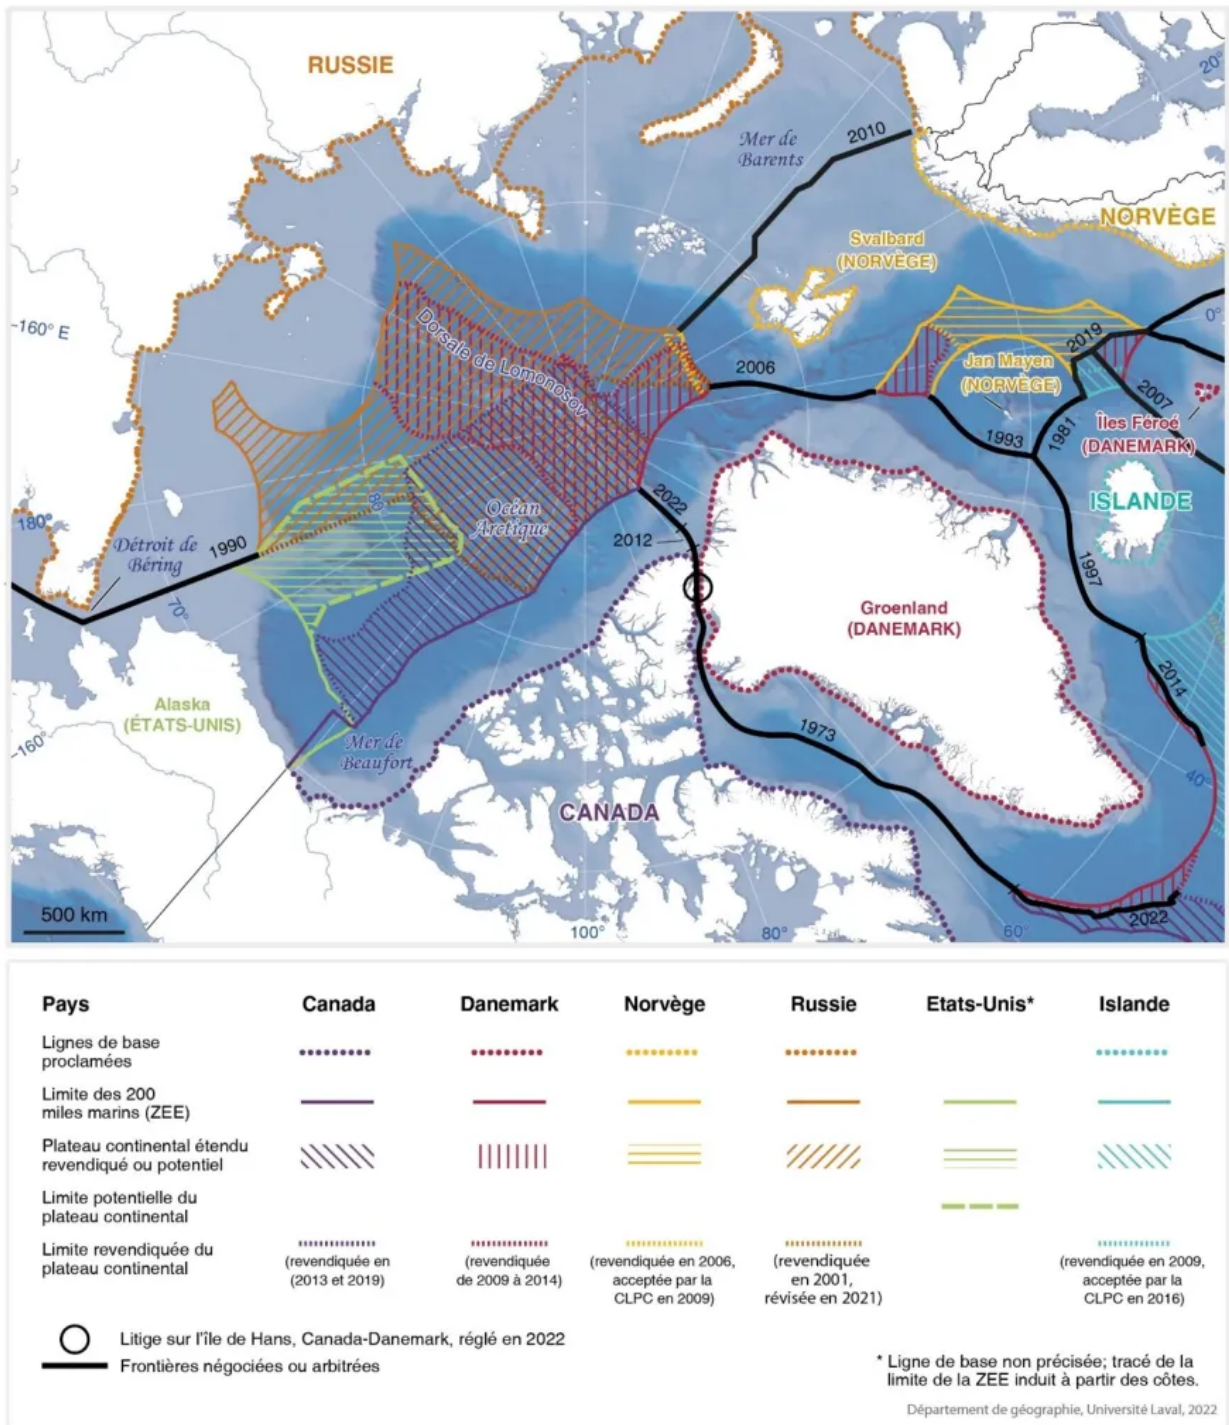 RUSSIE
20°
2010
Mer de
Barents
NORVÈGE
Svalbard
(NORVÈGE)
-160° E
0°
Dorsale de Lomonosov
2019
2006
Jan Mayen
(NORVÈGE)
2007
Îles Féroé
(DANEMARK)
1993
1981
80°
2022
Océan
Arctique
ISLANDE
180°
Détroit de
Béring
1990
2012
1997
70°
Groenland
(DANEMARK)
2014
Alaska
(ÉTATS-UNIS)
-160°
Mer de
Beaufort
1973
40°
CANADA
500 km
100°
80°
60°
2022
Pays
Canada
Danemark
Norvège
Russie
Etats-Unis*
Islande
Lignes de base
proclamées
Limite des 200
miles marins (ZEE)
Plateau continental étendu
revendiqué ou potentiel
Limite potentielle du
plateau continental
Limite revendiquée du
plateau continental
(revendiquée en
(2013 et 2019)
(revendiquée
de 2009 à 2014)
(revendiquée en 2006,
acceptée par la
CLPC en 2009)
(revendiquée
en 2001,
révisée en 2021)
(revendiquée en 2009,
acceptée par la
CLPC en 2016)
Litige sur l'île de Hans, Canada-Danemark, réglé en 2022
Frontières négociées ou arbitrées
* Ligne de base non précisée; tracé de la
limite de la ZEE induit à partir des côtes.
Département de géographie, Université Laval, 2022